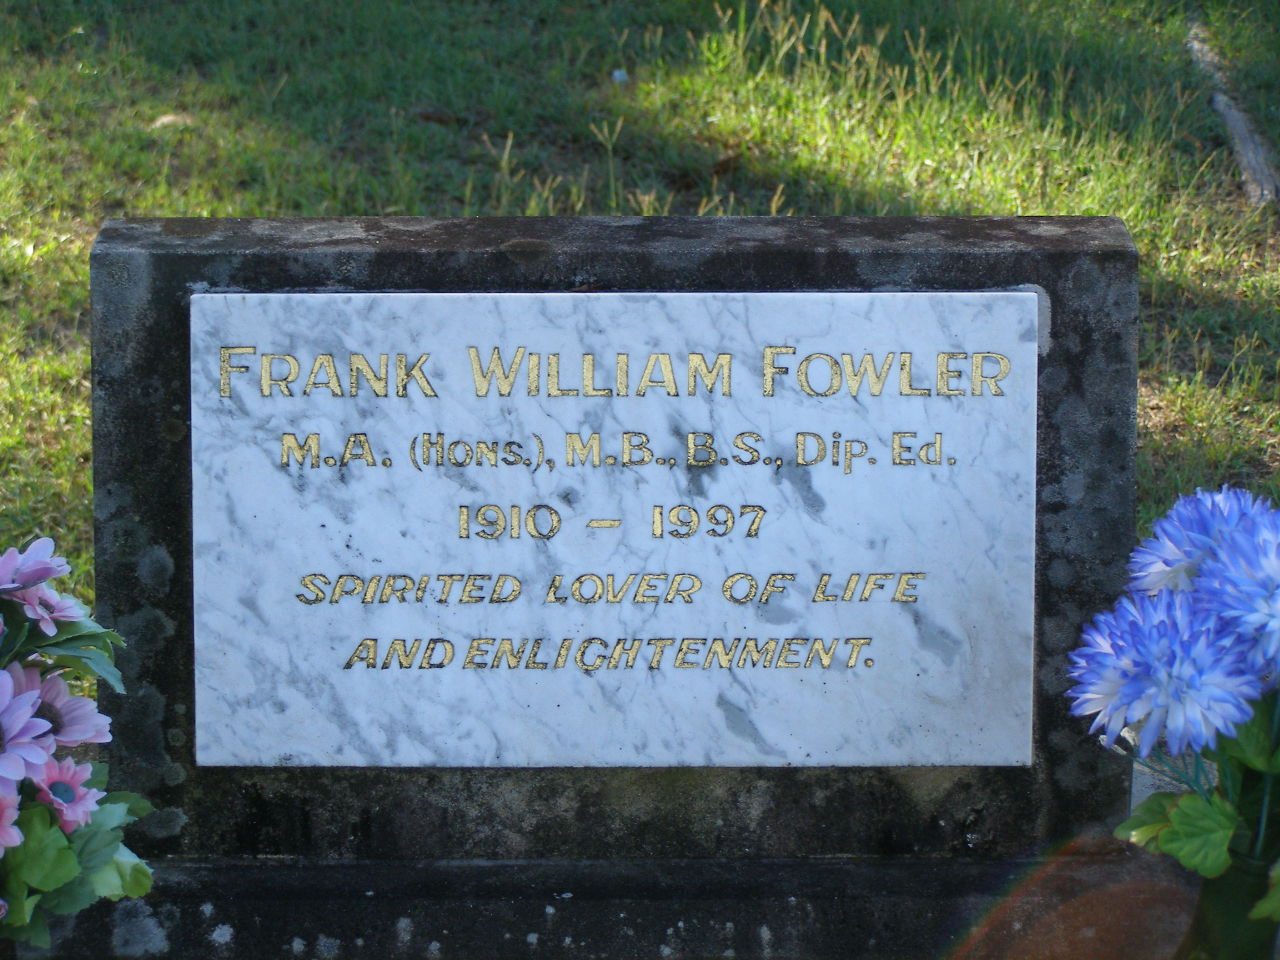 FRANK WILLIAM FOWLER
M.A. (HONS.), M.B., B.S., DIP. ED.
1910 – 1997
SPIRITED LOVER OF LIFE
AND ENLIGHTENMENT.